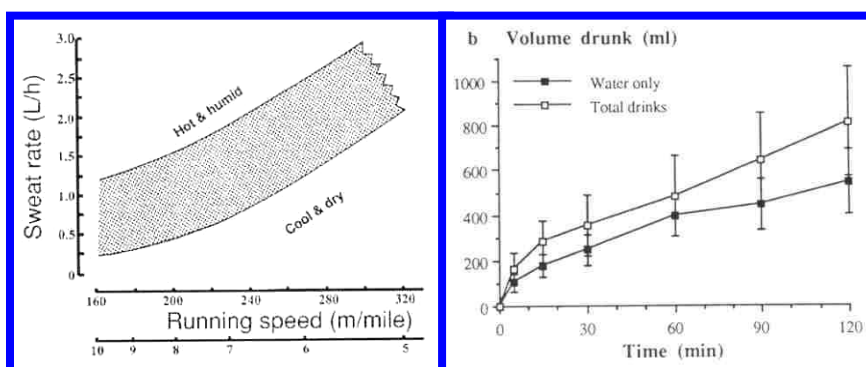 3.0
2.5
2.0
1.5
1.0
0.5
0
Sweat rate (L/h)
Hot & humid
Cool & dry
160 200 240 280 320
Running speed (m/mile)
10 9 8 7 6 5
b Volume drunk (ml)
1000
800
600
400
200
0
Water only
Total drinks
0 30 60 90 120
Time (min)